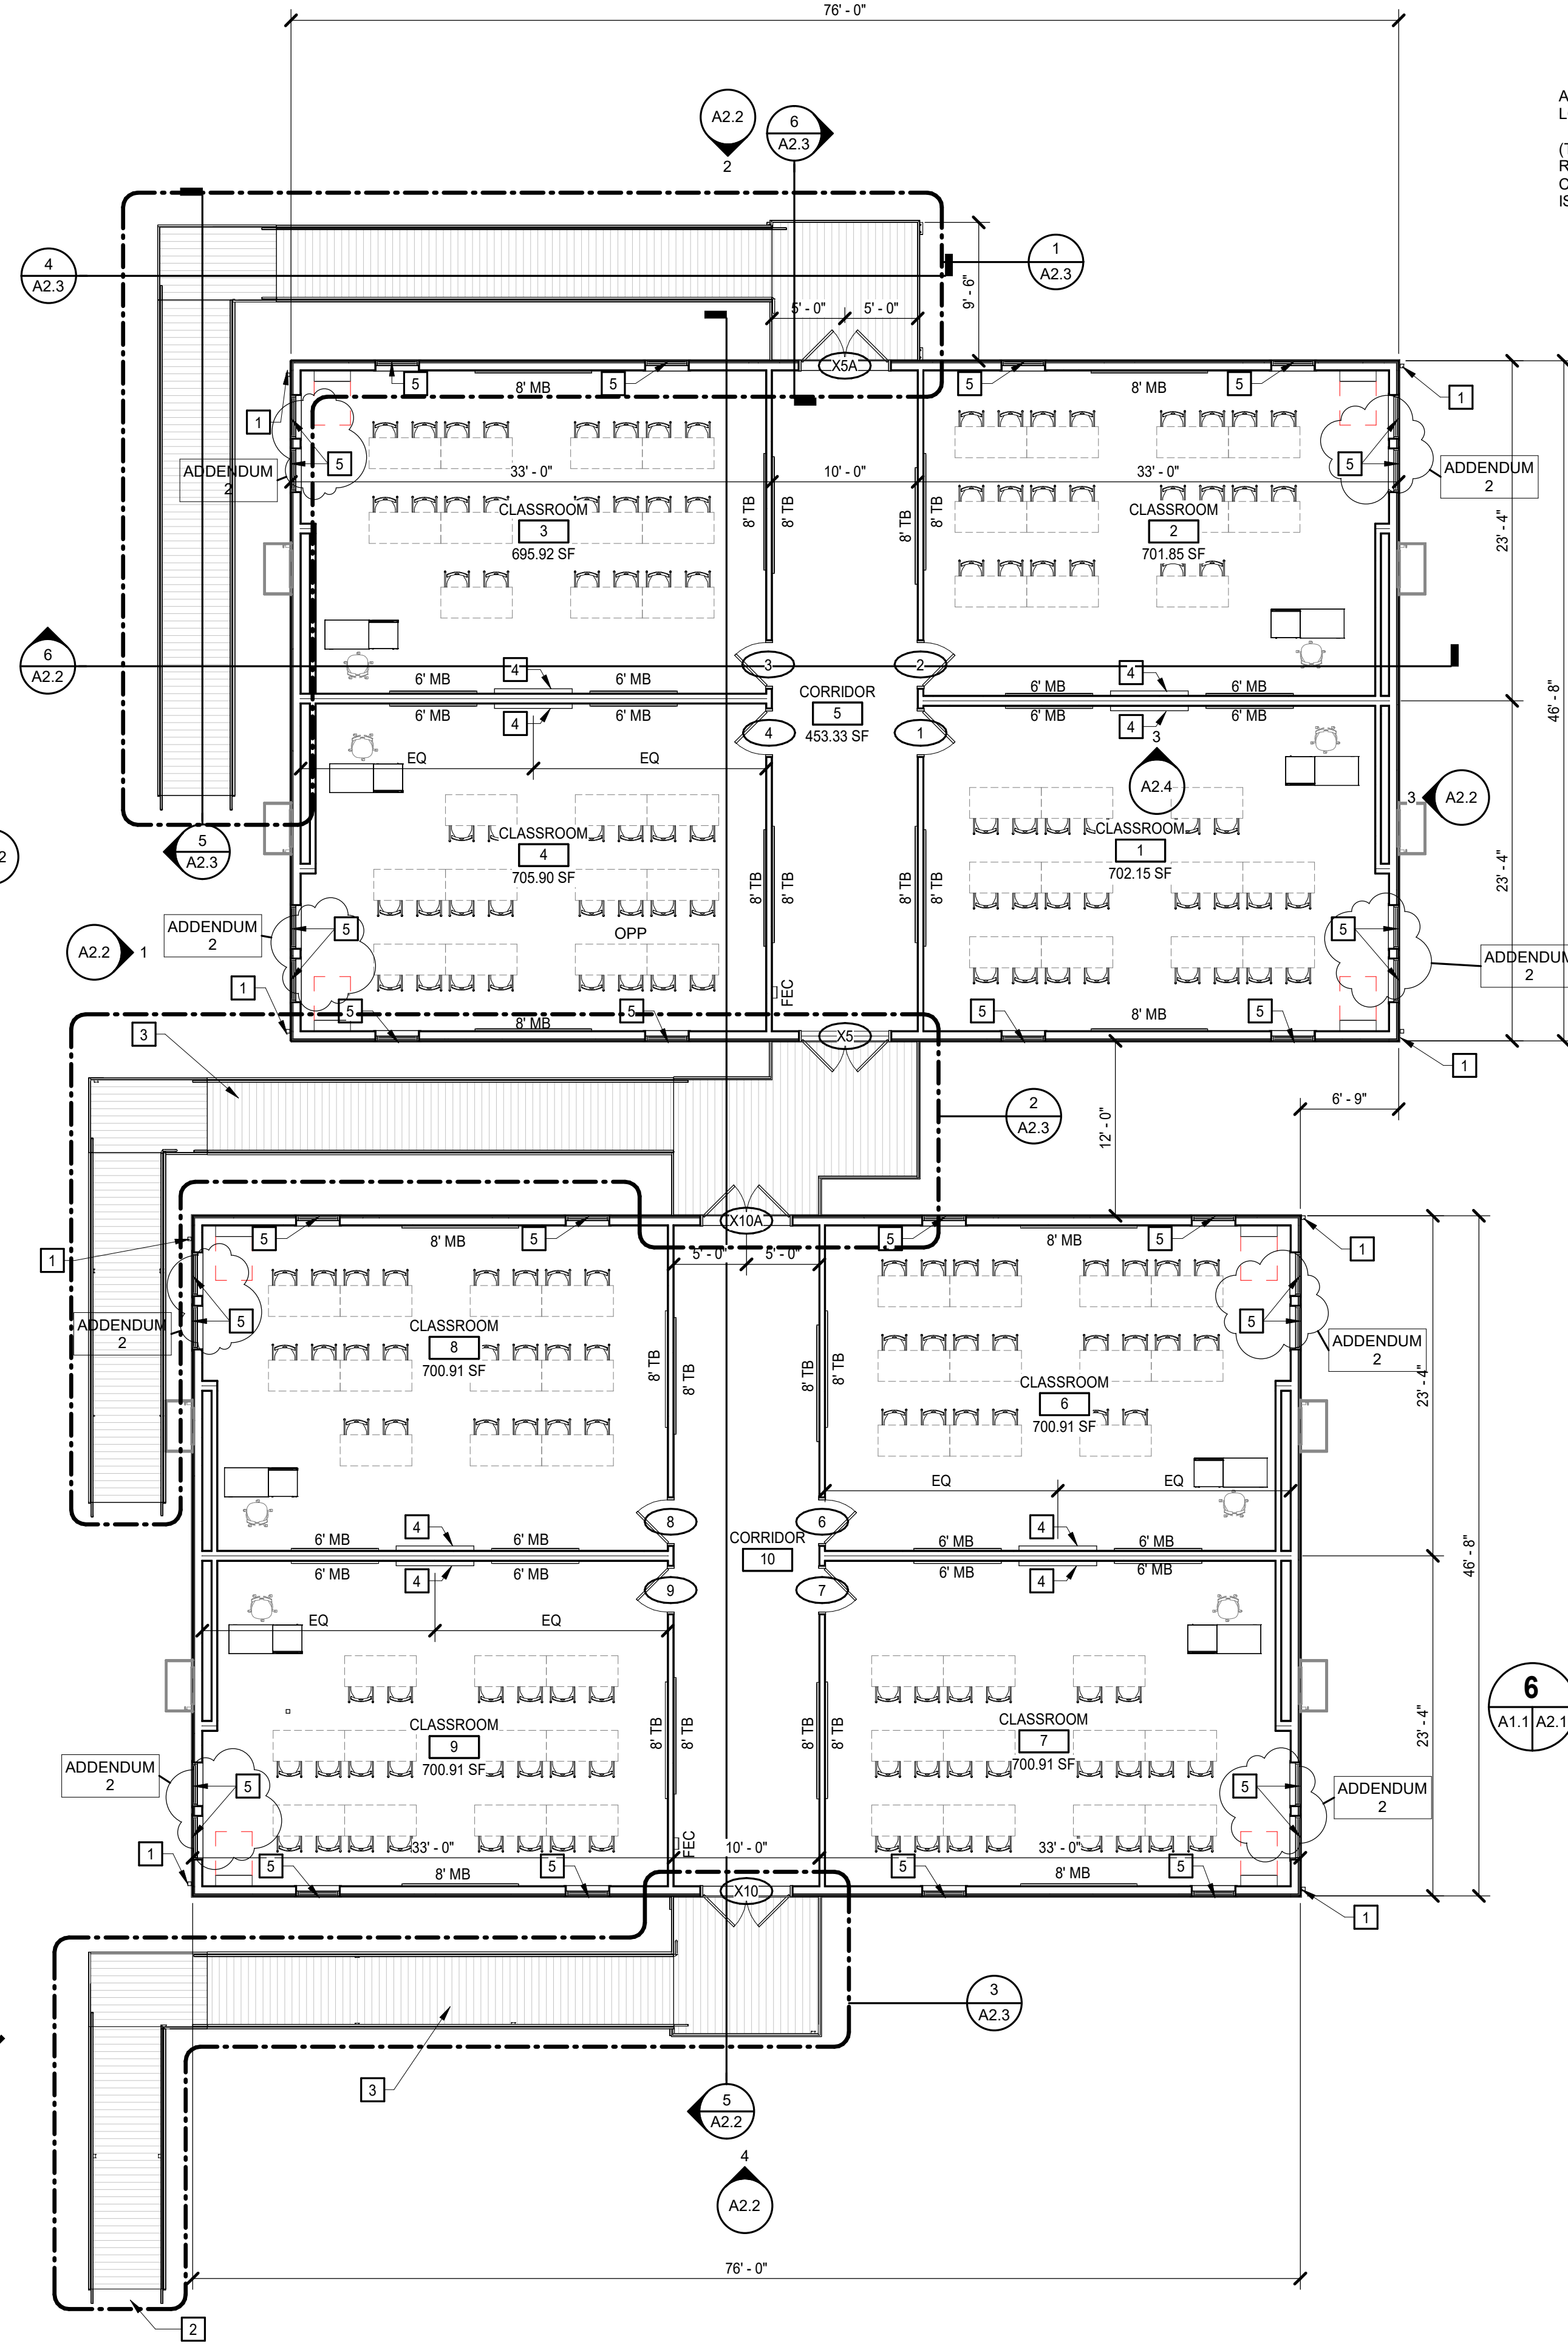 76' - 0"
A2.2
2
6
A2.3
A
L
(T
R
C
IS
4
A2.3
1
A2.3
9' - 6"
5' - 0"
5' - 0"
X5A
5
8' MB
5
5
8' MB
5
1
1
ADDENDUM
2
5
5
ADDENDUM
2
33' - 0"
10' - 0"
33' - 0"
8' TB
8' TB
8' TB
8' TB
CLASSROOM
3
695.92 SF
CLASSROOM
2
701.85 SF
23' - 4"
46' - 8"
6
A2.2
3
2
6' MB
4
6' MB
6' MB
4
6' MB
CORRIDOR
5
453.33 SF
6' MB
4
6' MB
6' MB
4
6' MB
4
1
EQ
EQ
3
A2.4
3
A2.2
5
A2.3
2
CLASSROOM
4
705.90 SF
CLASSROOM
1
702.15 SF
8' TB
8' TB
8' TB
8' TB
23' - 4"
A2.2
1
ADDENDUM
2
5
OPP
5
ADDENDUM
2
1
FEC
5
8' MB
5
X5
5
8' MB
5
1
3
2
A2.3
6' - 9"
12' - 0"
X10A
5
8' MB
5
5
8' MB
5
1
1
5' - 0"
5' - 0"
ADDENDUM
2
5
5
ADDENDUM
2
CLASSROOM
8
700.91 SF
8' TB
8' TB
8' TB
8' TB
CLASSROOM
6
700.91 SF
23' - 4"
46' - 8"
EQ
EQ
8
6
6' MB
4
6' MB
6' MB
4
6' MB
CORRIDOR
10
6' MB
4
6' MB
6' MB
4
6' MB
9
7
EQ
EQ
6
A1.1
A2.1
CLASSROOM
9
700.91 SF
8' TB
8' TB
8' TB
8' TB
CLASSROOM
7
700.91 SF
23' - 4"
ADDENDUM
2
5
5
ADDENDUM
2
33' - 0"
FEC
10' - 0"
33' - 0"
1
5
8' MB
5
X10
5
8' MB
5
1
3
A2.3
3
5
A2.2
4
A2.2
76' - 0"
2